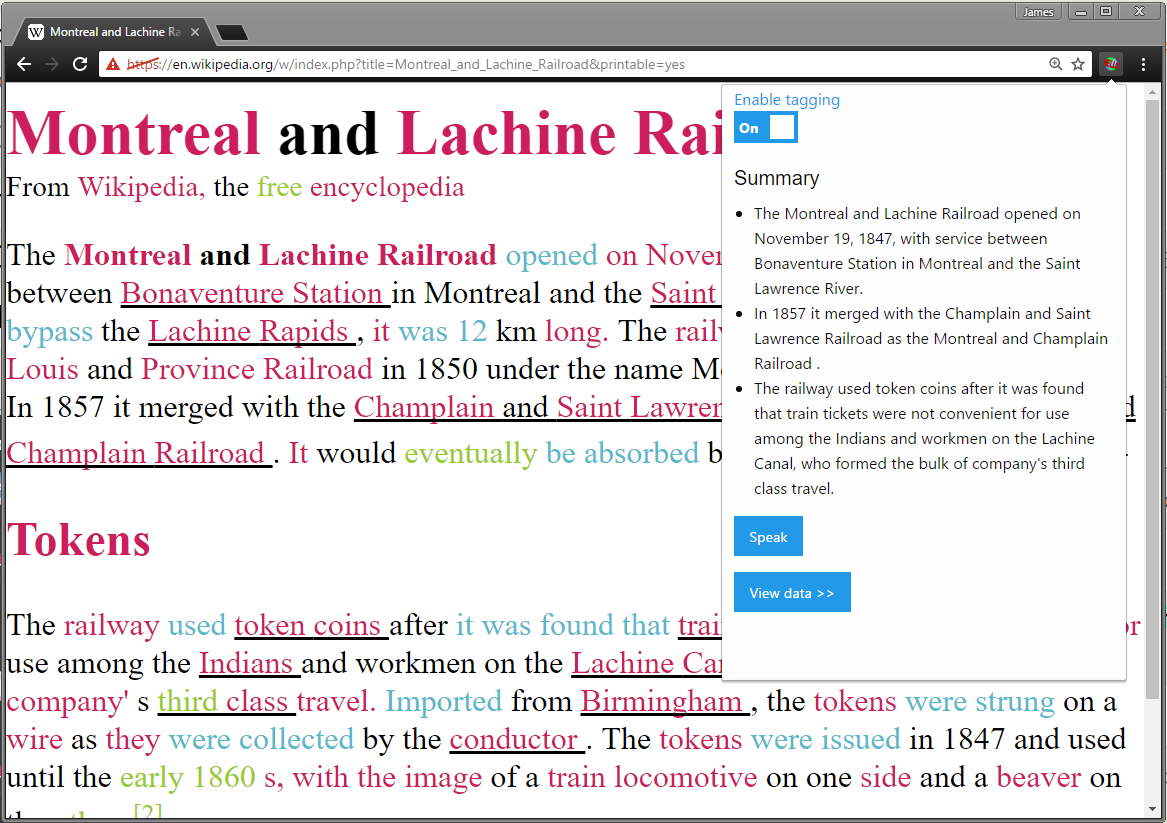 James
Montreal and Lachine Ra
https://en.wikipedia.org/w/index.php?title=Montreal_and_Lachine_Railroad&printable=yes
Montreal and Lachine Rai
From Wikipedia, the free encyclopedia
The Montreal and Lachine Railroad opened on Novem
between Bonaventure Station in Montreal and the Saint
bypass the Lachine Rapids , it was 12 km long. The railw
Louis and Province Railroad in 1850 under the name Mo
In 1857 it merged with the Champlain and Saint Lawren d
Champlain Railroad . It would eventually be absorbed b
Tokens
The railway used token coins after it was found that trai or
use among the Indians and workmen on the Lachine Can
company' s third class travel. Imported from Birmingham , the tokens were strung on a
wire as they were collected by the conductor . The tokens were issued in 1847 and used
until the early 1860 s, with the image of a train locomotive on one side and a beaver on
[2]
Enable tagging
On
Summary
• The Montreal and Lachine Railroad opened on
November 19, 1847, with service between
Bonaventure Station in Montreal and the Saint
Lawrence River.
• In 1857 it merged with the Champlain and Saint
Lawrence Railroad as the Montreal and Champlain
Railroad .
• The railway used token coins after it was found
that train tickets were not convenient for use
among the Indians and workmen on the Lachine
Canal, who formed the bulk of company's third
class travel.
Speak
View data >>